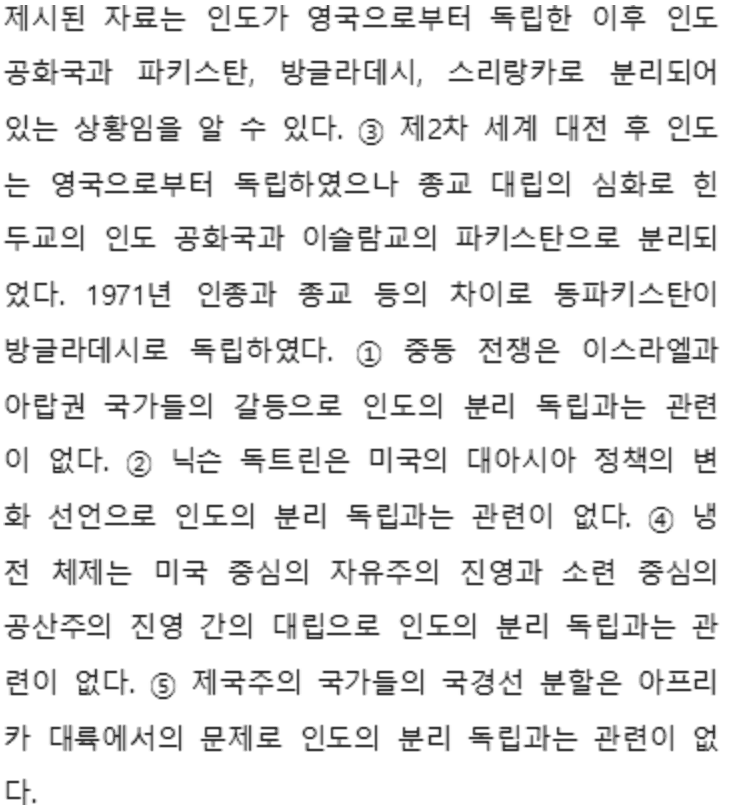 제시된 자료는 인도가 영국으로부터 독립한 이후 인도
공화국과 파키스탄, 방글라데시, 스리랑카로 분리되어
있는 상황임을 알 수 있다. ③ 제2차 세계 대전 후 인도
는 영국으로부터 독립하였으나 종교 대립의 심화로 힌
두교의 인도 공화국과 이슬람교의 파키스탄으로 분리되
었다. 1971년 인종과 종교 등의 차이로 동파키스탄이
방글라데시로 독립하였다. ① 중동 전쟁은 이스라엘과
아랍권 국가들의 갈등으로 인도의 분리 독립과는 관련
이 없다. ② 닉슨 독트린은 미국의 대아시아 정책의 변
화 선언으로 인도의 분리 독립과는 관련이 없다. ④ 냉
전 체제는 미국 중심의 자유주의 진영과 소련 중심의
공산주의 진영 간의 대립으로 인도의 분리 독립과는 관
련이 없다. ⑤ 제국주의 국가들의 국경선 분할은 아프리
카 대륙에서의 문제로 인도의 분리 독립과는 관련이 없
다.